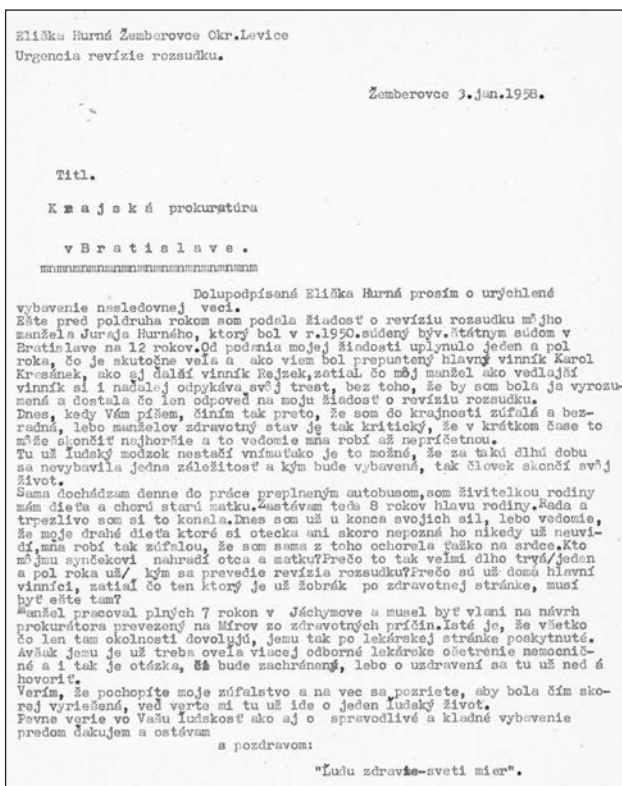 Eliška Hurná Žemberovce Okr.Levice
Urgencia revízie rozsudku.
Žemberovce 3.jan.1958.
Titl.
K r a j s k á prokuratúra
v B r a t i s l a v e .
mnmnmnmnmnmnmnmnmnmnmnmnmnm
Dolupodpísaná Eliška Hurná prosím o urýchlené
vybavenie nasledovnej veci.
Ešte pred poldruha rokom som podala žiadosť o revíziu rozsudku môjho
manžela Juraja Hurného, ktorý bol v r.1950.súdený býv.štátnym súdom v
Bratislave na 12 rokov.Od podania mojej žiadosti uplynulo jeden a pol
roka, čo je skutočne veľa a ako viem bol prepustený hlavný vinník Karol
Kresánek, ako aj ďalší vinník Rejzek,zatiaĽ čo môj manžel ako vedlajší
vinník si i naďalej odpykáva svôj trest, bez toho, že by som bola ja vyrozu-
mená a dostala čo len odpoveď na moju žiadosť o revíziu rozsudku.
Dnes, kedy Vám píšem, činím tak preto, že som do krajnosti zúfalá a bez-
radná, lebo manželov zdravotný stav je tak kritický, že v krátkom čase to
môže skončiť najhoršie a to vedomie mňa robí až nepríčetnou.
Tu už ľudský modzok nestačí vnímaťako je to možné, že za takú dlhú dobu
sa nevybavila jedna záležitosť a kým bude vybavená, tak človek skončí svôj
život.
Sama dochádzam denne do práce preplneným autobusom,som živitelkou rodiny
mám dieťa a chorú starú matku.Zastávam teda 8 rokov hlavu rodiny.Rada a
trpezlivo som si to konala.Dnes som už u konca svojich sil, lebo vedomie,
že moje drahé dieťa ktoré si otecka ani skoro nepozná ho nikedy už neuvi-
dí,mňa robí tak zúfalou, že som sama z toho ochorela ťažko na srdce.Kto
môjmu synčekovi nahradí otca a matku?Prečo to tak veľmi dlho trvá/jeden
a pol roka už/ kým sa prevedie revízia rozsudku?Prečo sú už doma hlavní
vinníci, zatiaľ čo ten ktorý je už žobrák po zdravotnej stránke, musí
byť ešte tam?
Manžel pracoval plných 7 rokov v Jáchymove a musel byť vlani na návrh
prokurátora prevezený na Mírov zo zdravotných príčin.Isté je, že všetko
čo len tam okolnosti dovolujú, jemu tak po lekárskej stránke poskytnuté.
Avšak jemu je už treba oveľa viacej odborné lekárske ošetrenie nemocnič-
né a i tak je otázka, či bude zachránený, lebo o uzdravení sa tu už ned á
hovoriť.
Verím, že pochopíte moje zúfalstvo a na vec sa pozriete, aby bola čím sko-
rej vyriešená, veď verte mi tu už ide o jeden ľudský život.
Pevne verie vo Vašu ľudskosť ako aj o spravodlivé a kladné vybavenie
predom ďakujem a ostávam
s pozdravom:
"Ľudu zdravie-sveti mier".